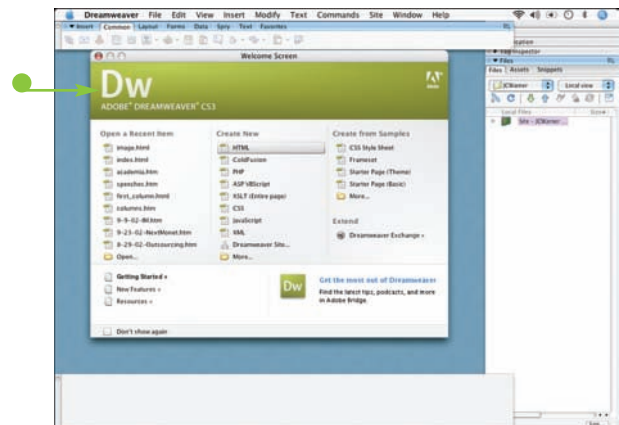 Dreamweaver File Edit View Insert Modify Text Commands Site Window Help
Insert Common Layout Forms Data Spry Text Favorites
Welcome Screen
Dw
ADOBE® DREAMWEAVER® CS3
Adobe
Open a Recent Item
image.html
index.html
academia.htm
speeches.htm
first_column.html
columns.htm
9-9-02-IM.htm
9-23-02-NextMonet.htm
8-29-02-Outsourcing.htm
Open...
Create New
HTML
ColdFusion
PHP
ASP VBScript
XSLT (Entire page)
CSS
JavaScript
XML
Dreamweaver Site...
More...
Create from Samples
CSS Style Sheet
Frameset
Starter Page (Theme)
Starter Page (Basic)
More...
Extend
Dreamweaver Exchange »
Getting Started »
New Features »
Resources »
Dw
Get the most out of Dreamweaver
Find the latest tips, podcasts, and more
in Adobe Bridge.
Don't show again
Tag Inspector
Files
Files Assets Snippets
Local view
Local Files Size